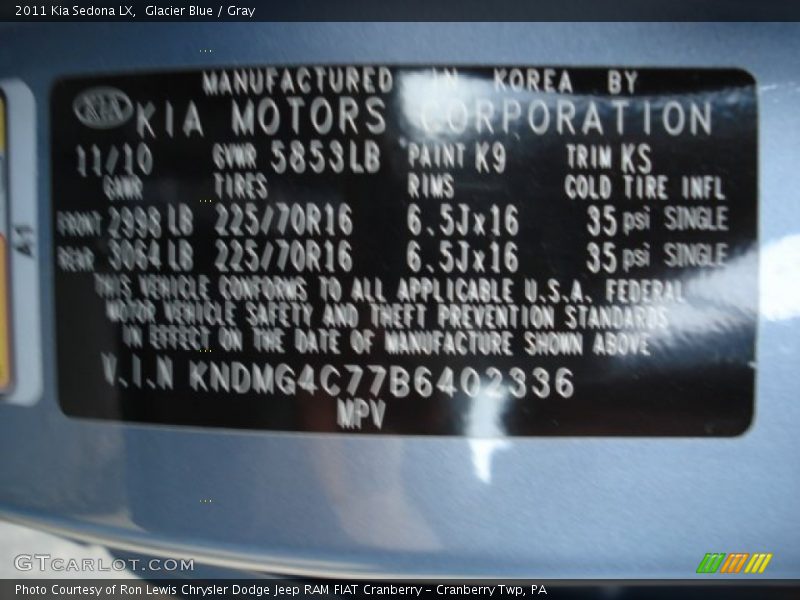 2011 Kia Sedona LX,  Glacier Blue / Gray
MANUFACTURED IN KOREA BY
KIA KIA MOTORS CORPORATION
11/10 GVWR 5853LB PAINT K9 TRIM KS
GAWR TIRES RIMS COLD TIRE INFL
FRONT 2998 LB 225/70R16 6.5Jx16 35 psi SINGLE
REAR 3064 LB 225/70R16 6.5Jx16 35 psi SINGLE
THIS VEHICLE CONFORMS TO ALL APPLICABLE U.S.A. FEDERAL
MOTOR VEHICLE SAFETY AND THEFT PREVENTION STANDARDS
IN EFFECT ON THE DATE OF MANUFACTURE SHOWN ABOVE
V.I.N KNDMG4C77B6402336
MPV
A1
GTCARLOT.COM
Photo Courtesy of Ron Lewis Chrysler Dodge Jeep RAM FIAT Cranberry – Cranberry Twp, PA